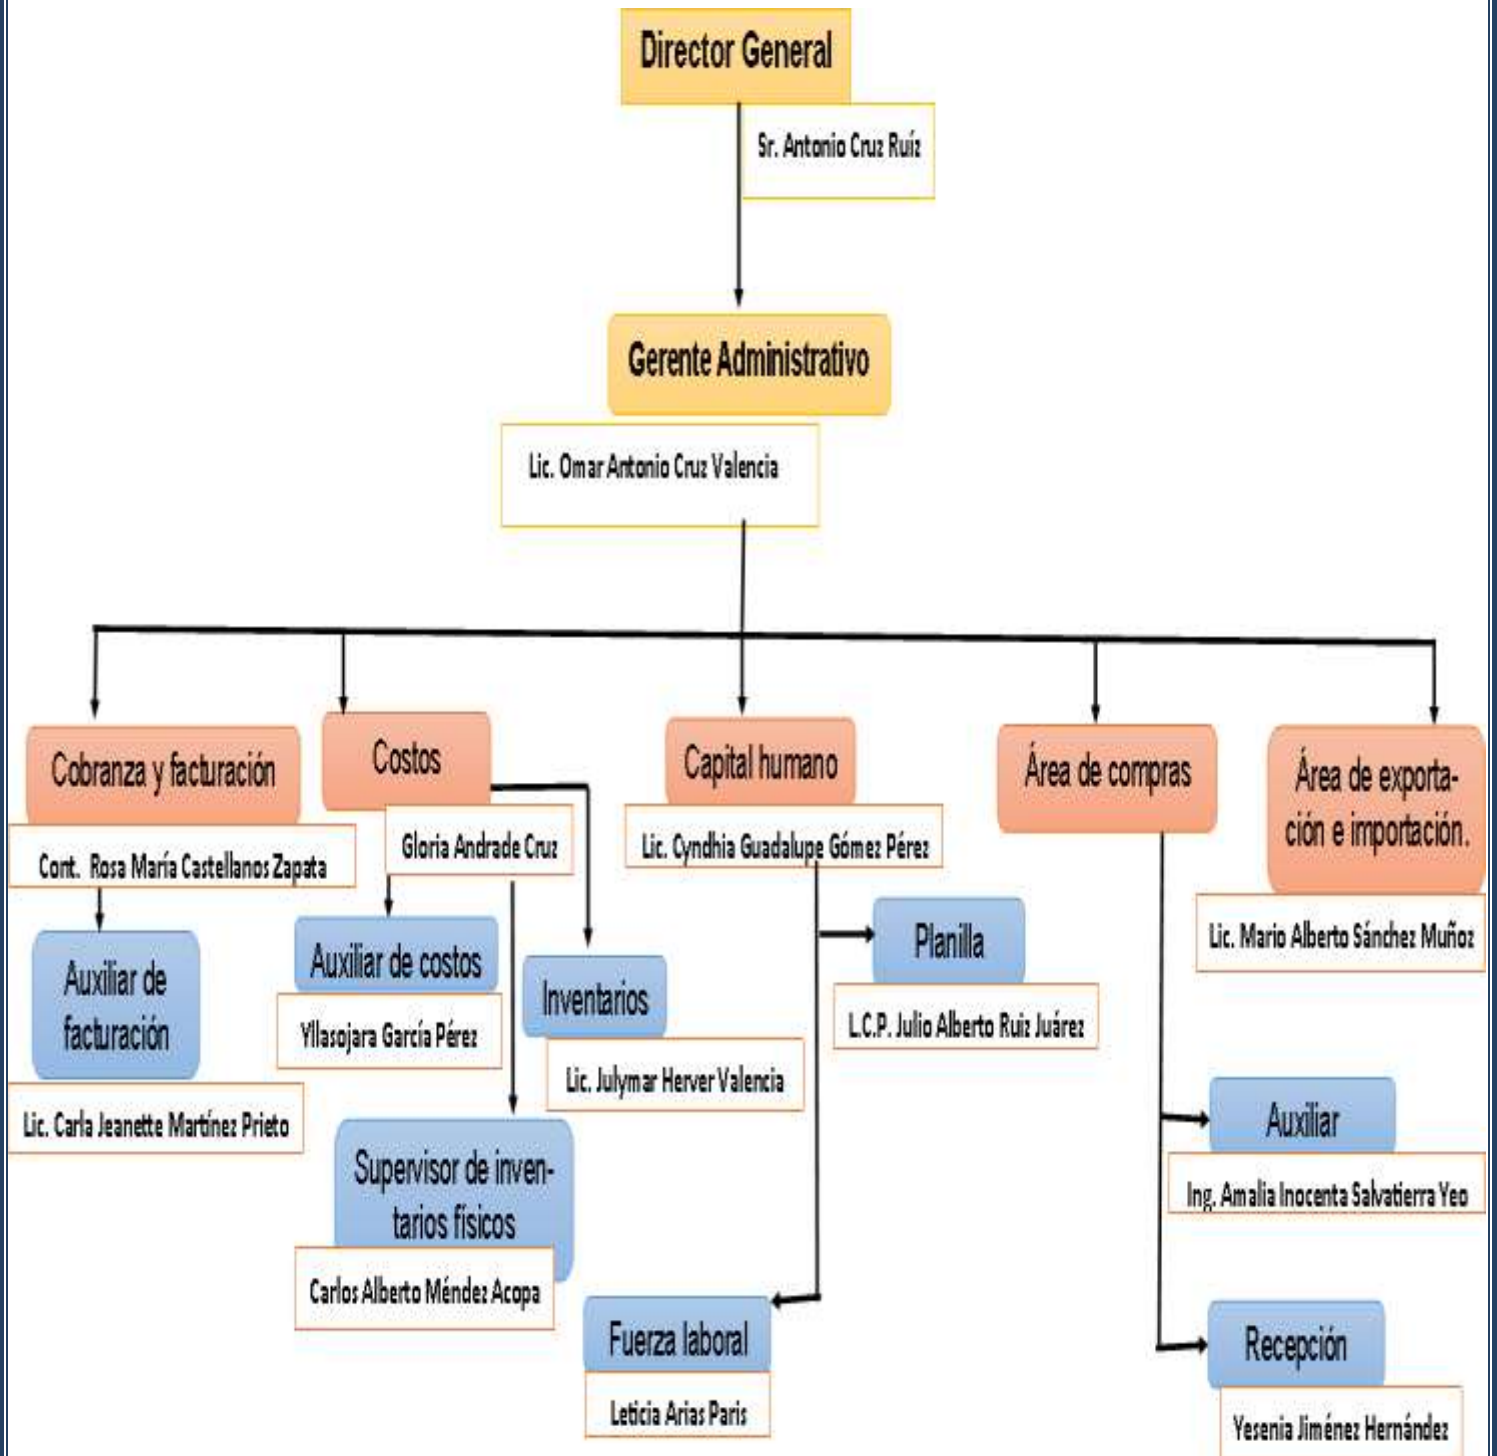 Director General
Sr. Antonio Cruz Ruíz
Gerente Administrativo
Lic. Omar Antonio Cruz Valencia
Cobranza y facturación
Cont. Rosa María Castellanos Zapata
Auxiliar de
facturación
Lic. Carla Jeanette Martínez Prieto
Costos
Gloria Andrade Cruz
Auxiliar de costos
Yllasojara García Pérez
Inventarios
Lic. Julymar Herver Valencia
Supervisor de inven-
tarios físicos
Carlos Alberto Méndez Acopa
Capital humano
Lic. Cyndhia Guadalupe Gómez Pérez
Planilla
L.C.P. Julio Alberto Ruiz Juárez
Fuerza laboral
Leticia Arias Paris
Área de compras
Auxiliar
Ing. Amalia Inocenta Salvatierra Yeo
Recepción
Yesenia Jiménez Hernández
Área de exporta-
ción e importación.
Lic. Mario Alberto Sánchez Muñoz